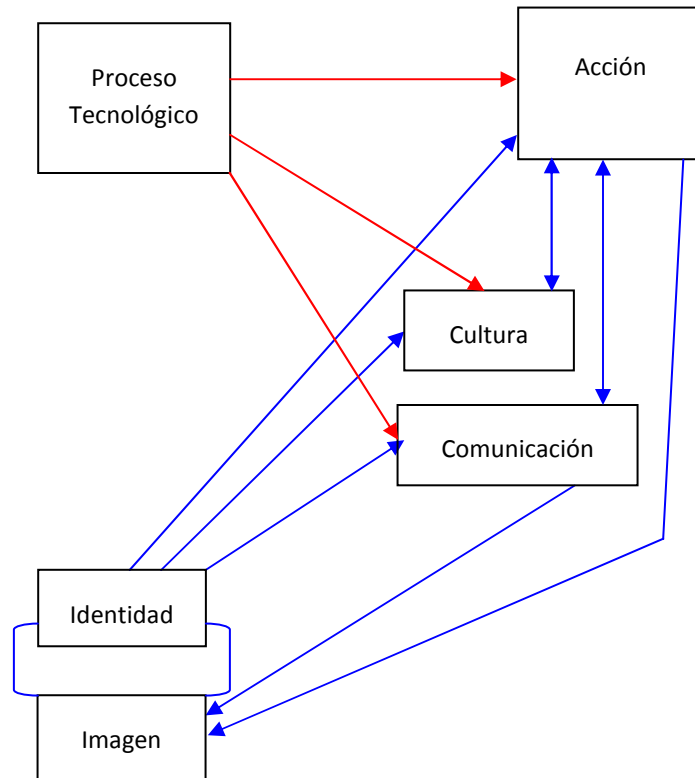 Proceso
Tecnológico
Acción
Cultura
Comunicación
Identidad
Imagen